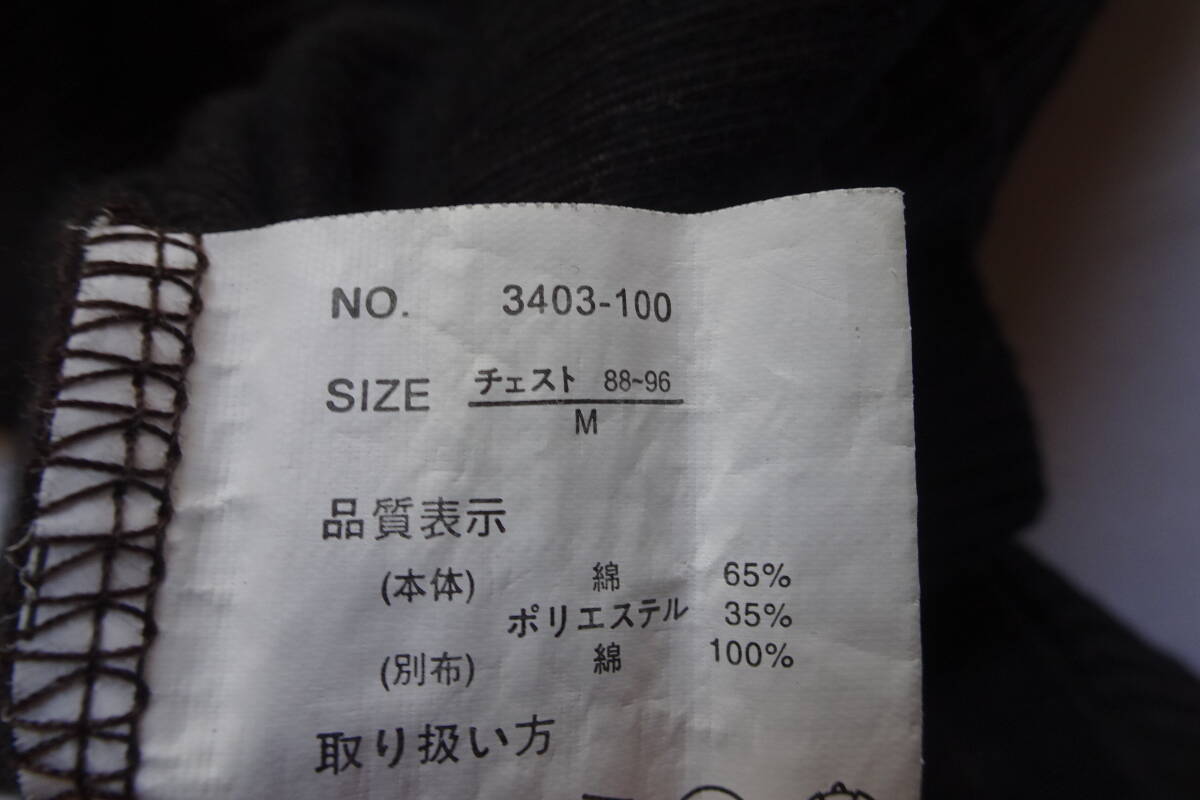 NO. 3403-100
SIZE チェスト 88~96
M
品質表示
(本体) 綿 65%
ポリエステル 35%
(別布) 綿 100%
取り扱い方